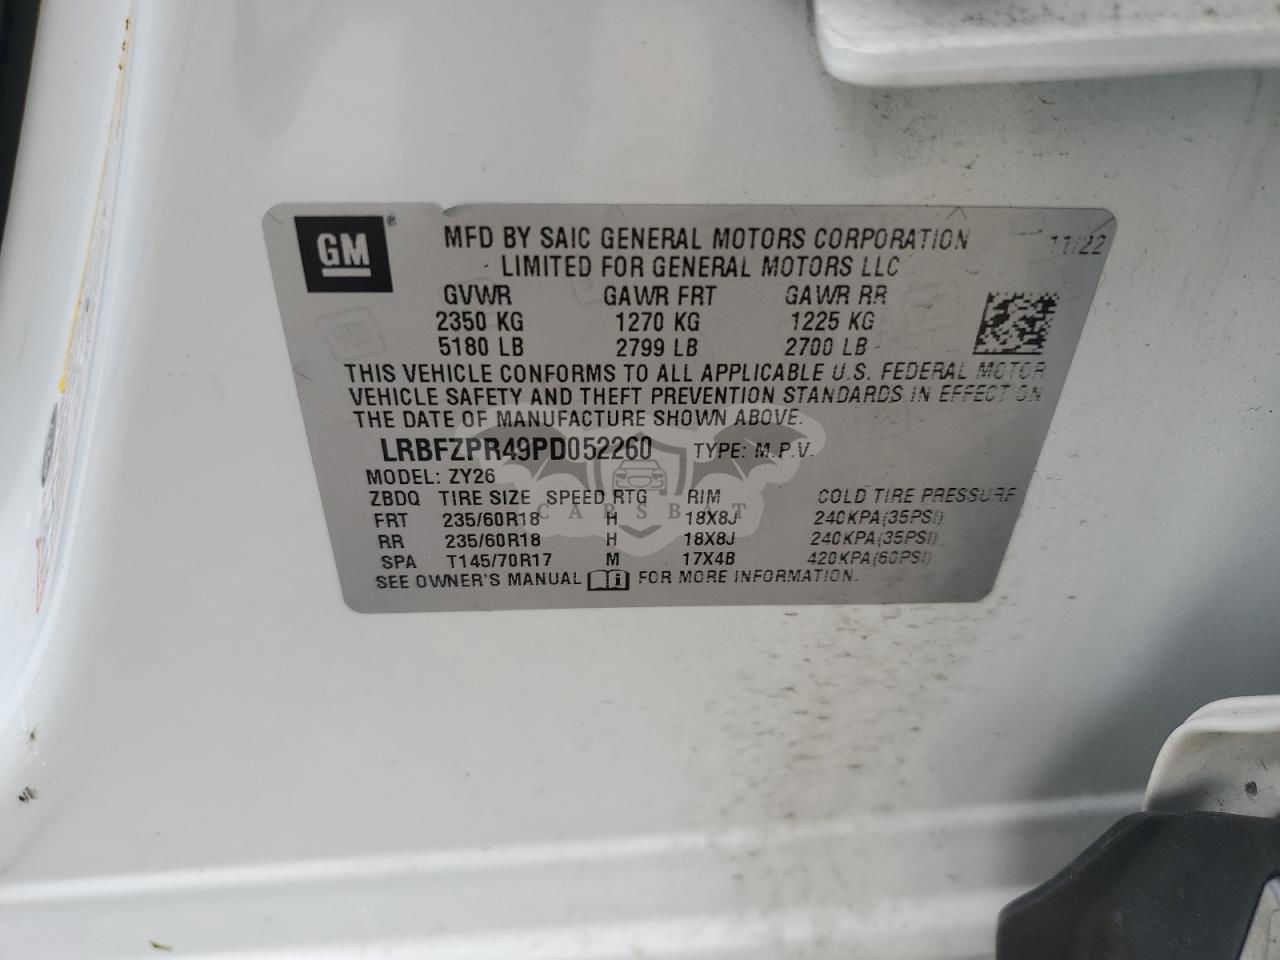 GM®
MFD BY SAIC GENERAL MOTORS CORPORATION 11/22
LIMITED FOR GENERAL MOTORS LLC
GVWR GAWR FRT GAWR RR
2350 KG 1270 KG 1225 KG
5180 LB 2799 LB 2700 LB
THIS VEHICLE CONFORMS TO ALL APPLICABLE U.S. FEDERAL MOTOR
VEHICLE SAFETY AND THEFT PREVENTION STANDARDS IN EFFECT ON
THE DATE OF MANUFACTURE SHOWN ABOVE.
LRBFZPR49PD052260 TYPE: M.P.V.
MODEL: ZY26
ZBDQ TIRE SIZE SPEED RTG RIM COLD TIRE PRESSURE
CARSBAT
FRT 235/60R18 H 18X8J 240KPA(35PSI)
RR 235/60R18 H 18X8J 240KPA(35PSI)
SPA T145/70R17 M 17X4B 420KPA(60PSI)
SEE OWNER'S MANUAL i FOR MORE INFORMATION.